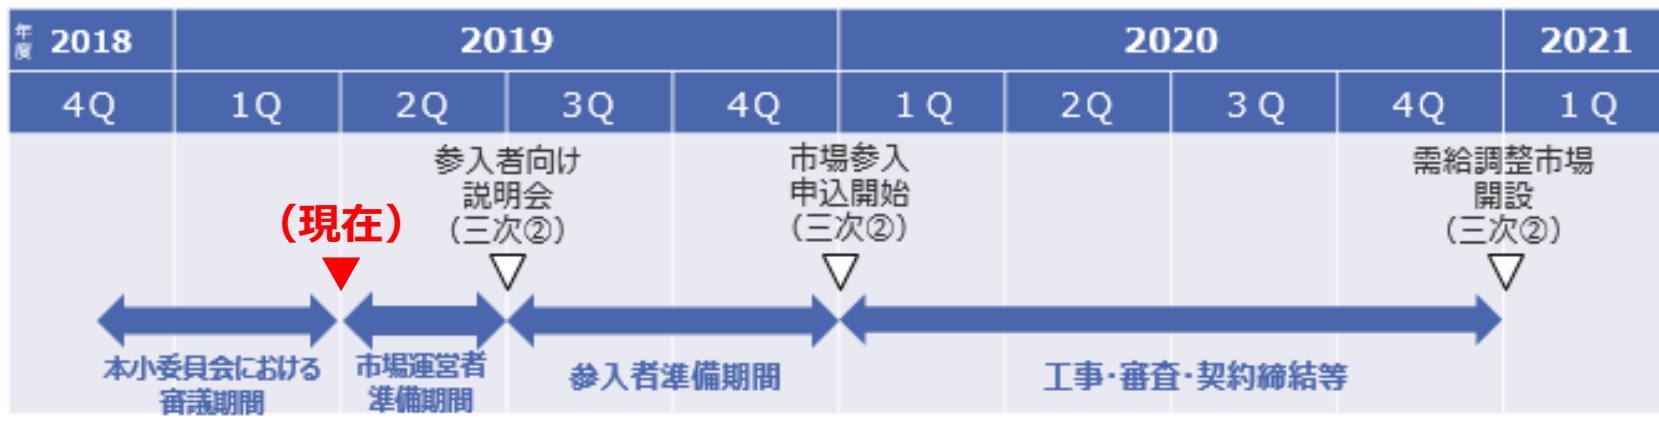 年度 2018 2019 2020 2021
4Q 1Q 2Q 3Q 4Q 1Q 2Q 3Q 4Q 1Q
参入者向け
説明会
(三次②)
市場参入
申込開始
(三次②)
需給調整市場
開設
(三次②)
(現在)
本小委員会における
審議期間
市場運営者
準備期間
参入者準備期間
工事・審査・契約締結等